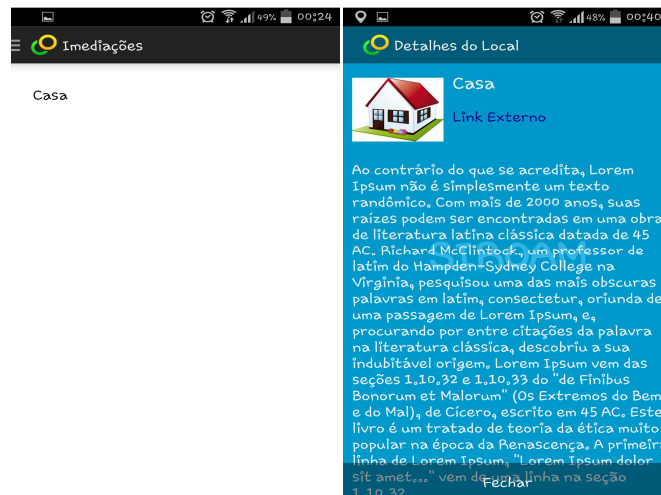 49% 00:24
Imediações
Casa
48% 00:40
Detalhes do Local
Casa
Link Externo
Ao contrário do que se acredita, Lorem
Ipsum não é simplesmente um texto
randômico. Com mais de 2000 anos, suas
raízes podem ser encontradas em uma obra
de literatura latina clássica datada de 45
AC. Richard McClintock, um professor de
latim do Hampden-Sydney College na
Virginia, pesquisou uma das mais obscuras
palavras em latim, consectetur, oriunda de
uma passagem de Lorem Ipsum, e,
procurando por entre citações da palavra
na literatura clássica, descobriu a sua
indubitável origem. Lorem Ipsum vem das
seções 1.10.32 e 1.10.33 do "de Finibus
Bonorum et Malorum" (Os Extremos do Bem
e do Mal), de Cícero, escrito em 45 AC. Este
livro é um tratado de teoria da ética muito
popular na época da Renascença. A primeira
linha de Lorem Ipsum, "Lorem Ipsum dolor
sit amet..." vem de uma linha na seção
1.10.32
Fechar